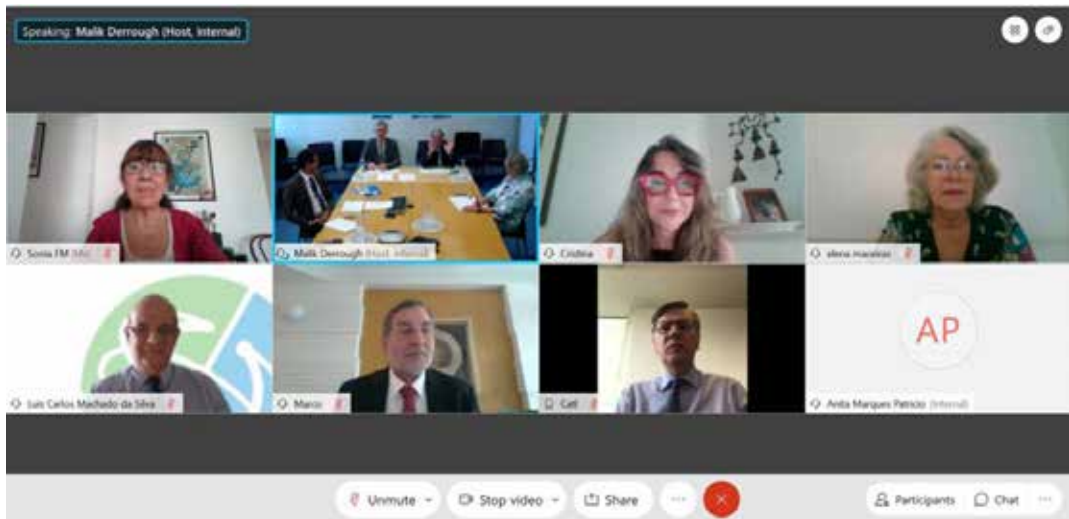 Speaking: Malik Derrough (Host, Internal)
Sonia FM
Malik Derrough (Host, internal)
Cristina
elena maceiras
Luis Carlos Machado da Silva
Marco
AP
Anita Marques Patricio (Internal)
Unmute
Stop video
Share
Participants
Chat